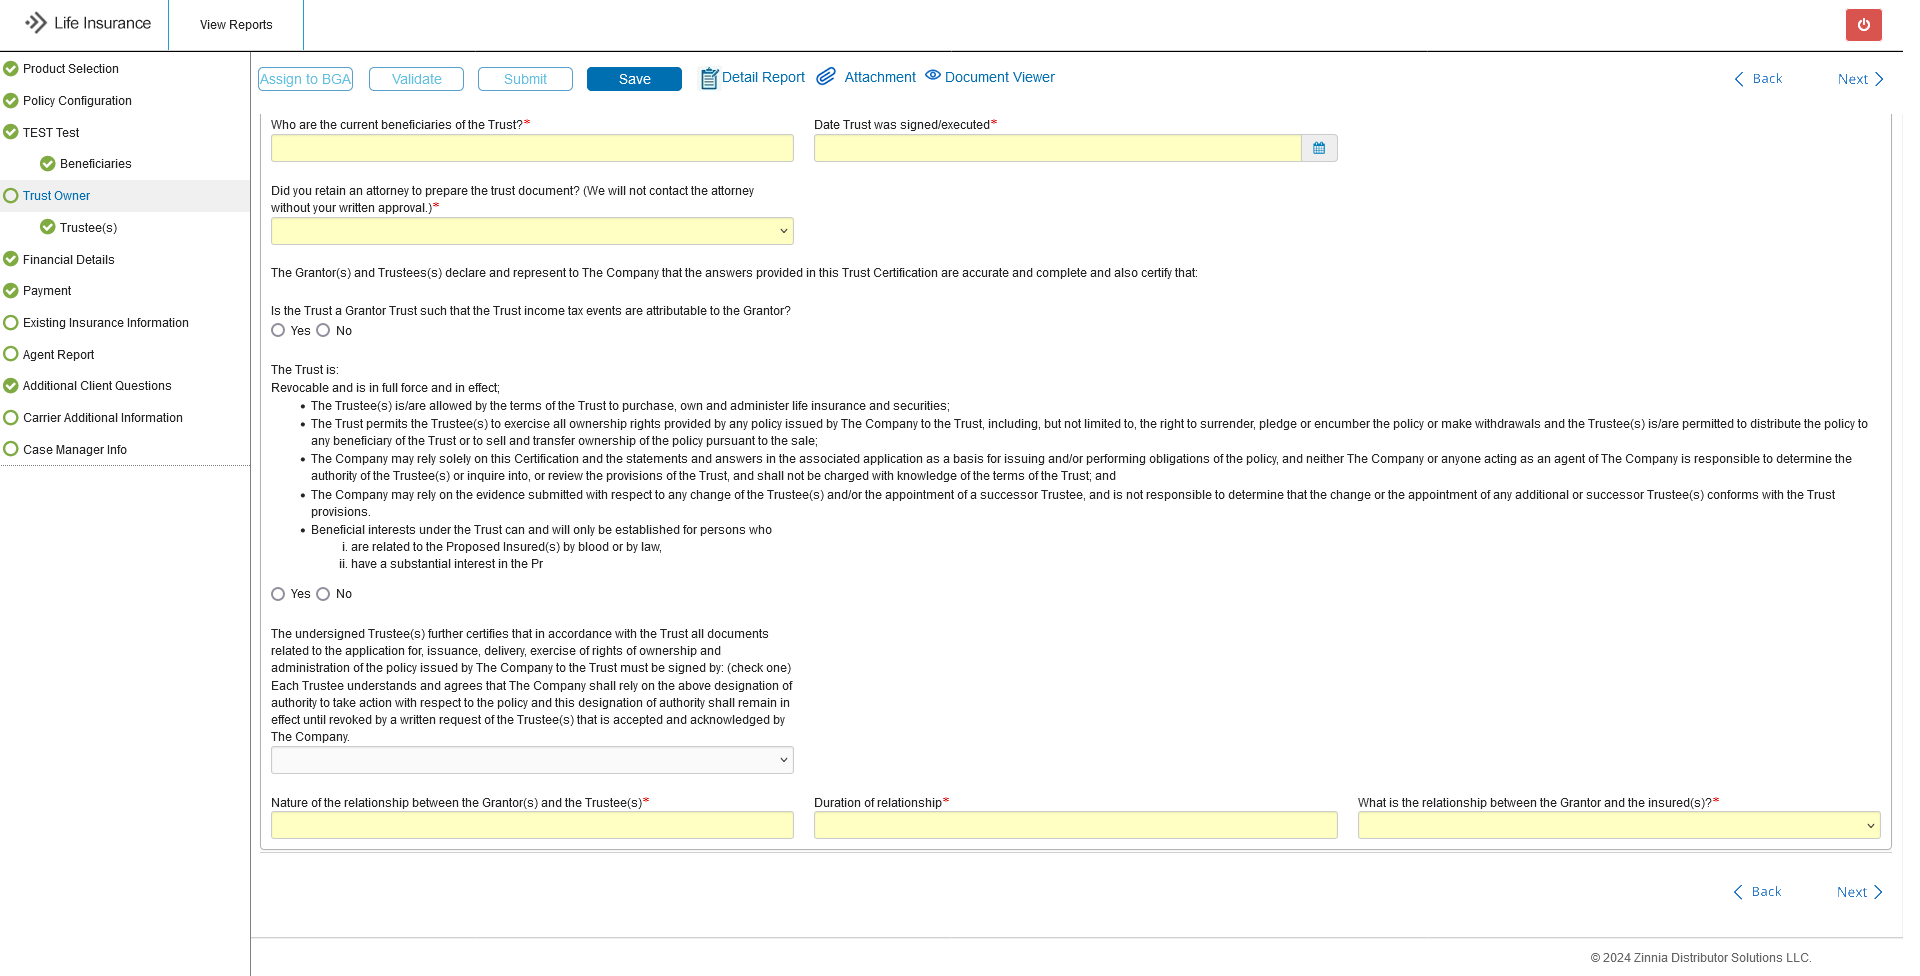 Life Insurance
View Reports
Product Selection
Policy Configuration
TEST Test
Beneficiaries
Trust Owner
Trustee(s)
Financial Details
Payment
Existing Insurance Information
Agent Report
Additional Client Questions
Carrier Additional Information
Case Manager Info
Assign to BGA Validate Submit Save Detail Report Attachment Document Viewer Back Next
Who are the current beneficiaries of the Trust?* Date Trust was signed/executed*
Did you retain an attorney to prepare the trust document? (We will not contact the attorney
without your written approval.)*
The Grantor(s) and Trustees(s) declare and represent to The Company that the answers provided in this Trust Certification are accurate and complete and also certify that:
Is the Trust a Grantor Trust such that the Trust income tax events are attributable to the Grantor?
Yes No
The Trust is:
Revocable and is in full force and in effect;
• The Trustee(s) is/are allowed by the terms of the Trust to purchase, own and administer life insurance and securities;
• The Trust permits the Trustee(s) to exercise all ownership rights provided by any policy issued by The Company to the Trust, including, but not limited to, the right to surrender, pledge or encumber the policy or make withdrawals and the Trustee(s) is/are permitted to distribute the policy to
any beneficiary of the Trust or to sell and transfer ownership of the policy pursuant to the sale;
• The Company may rely solely on this Certification and the statements and answers in the associated application as a basis for issuing and/or performing obligations of the policy, and neither The Company or anyone acting as an agent of The Company is responsible to determine the
authority of the Trustee(s) or inquire into, or review the provisions of the Trust, and shall not be charged with knowledge of the terms of the Trust; and
• The Company may rely on the evidence submitted with respect to any change of the Trustee(s) and/or the appointment of a successor Trustee, and is not responsible to determine that the change or the appointment of any additional or successor Trustee(s) conforms with the Trust
provisions.
• Beneficial interests under the Trust can and will only be established for persons who
i. are related to the Proposed Insured(s) by blood or by law,
ii. have a substantial interest in the Pr
Yes No
The undersigned Trustee(s) further certifies that in accordance with the Trust all documents
related to the application for, issuance, delivery, exercise of rights of ownership and
administration of the policy issued by The Company to the Trust must be signed by: (check one)
Each Trustee understands and agrees that The Company shall rely on the above designation of
authority to take action with respect to the policy and this designation of authority shall remain in
effect until revoked by a written request of the Trustee(s) that is accepted and acknowledged by
The Company.
Nature of the relationship between the Grantor(s) and the Trustee(s)* Duration of relationship* What is the relationship between the Grantor and the insured(s)?*
Back Next
© 2024 Zinnia Distributor Solutions LLC.